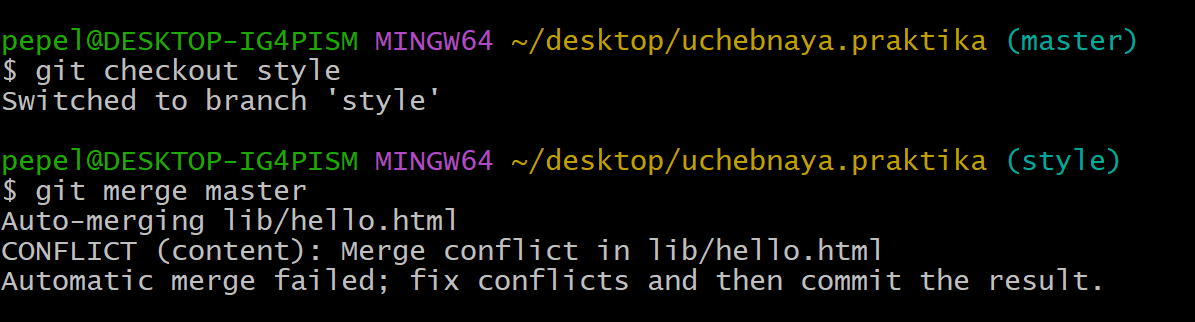 pepel@DESKTOP-IG4PISM MINGW64 ~/desktop/uchebnaya.praktika (master)
$ git checkout style
Switched to branch 'style'
pepel@DESKTOP-IG4PISM MINGW64 ~/desktop/uchebnaya.praktika (style)
$ git merge master
Auto-merging lib/hello.html
CONFLICT (content): Merge conflict in lib/hello.html
Automatic merge failed; fix conflicts and then commit the result.